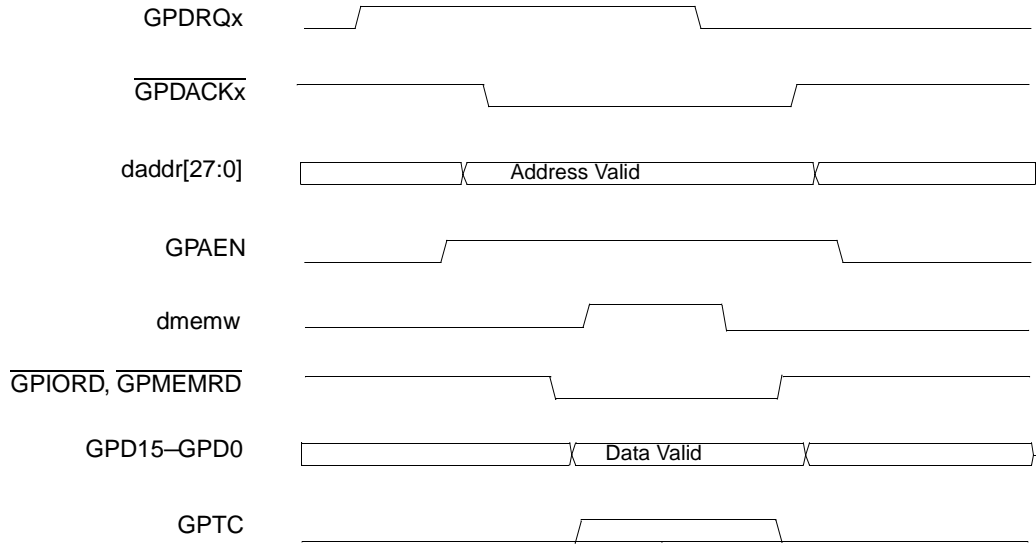 GPDRQx
GPDACKx
daddr[27:0]
Address Valid
GPAEN
dmemw
GPIORD, GPMEMRD
GPD15–GPD0
Data Valid
GPTC